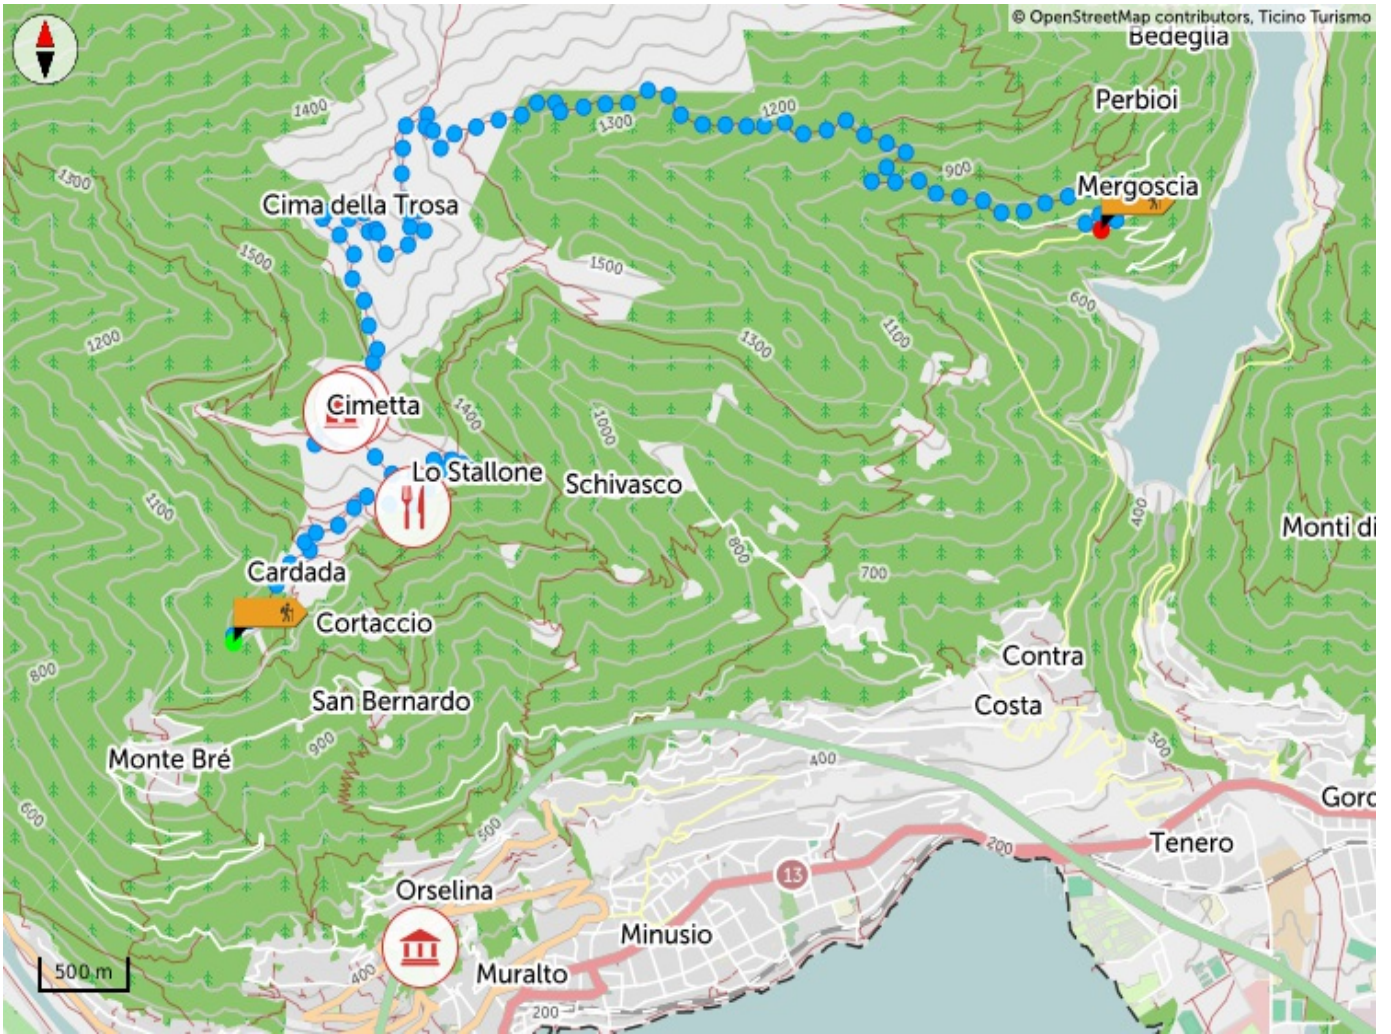 © OpenStreetMap contributors, Ticino Turismo
Bedeglia
Perbioi
1400
1200
1300
1300
900
Mergoscia
Cima della Trosa
1500
1500
600
1200
1300
1100
Cimetta
1400
1000
Lo Stallone
Schivasco
1100
400
Monti di
800
700
Cardada
Cortaccio
Contra
800
San Bernardo
Costa
900
300
Monte Bré
400
Goro
600
500
200
Tenero
13
Orselina
Minusio
500 m
400
Muralto
200